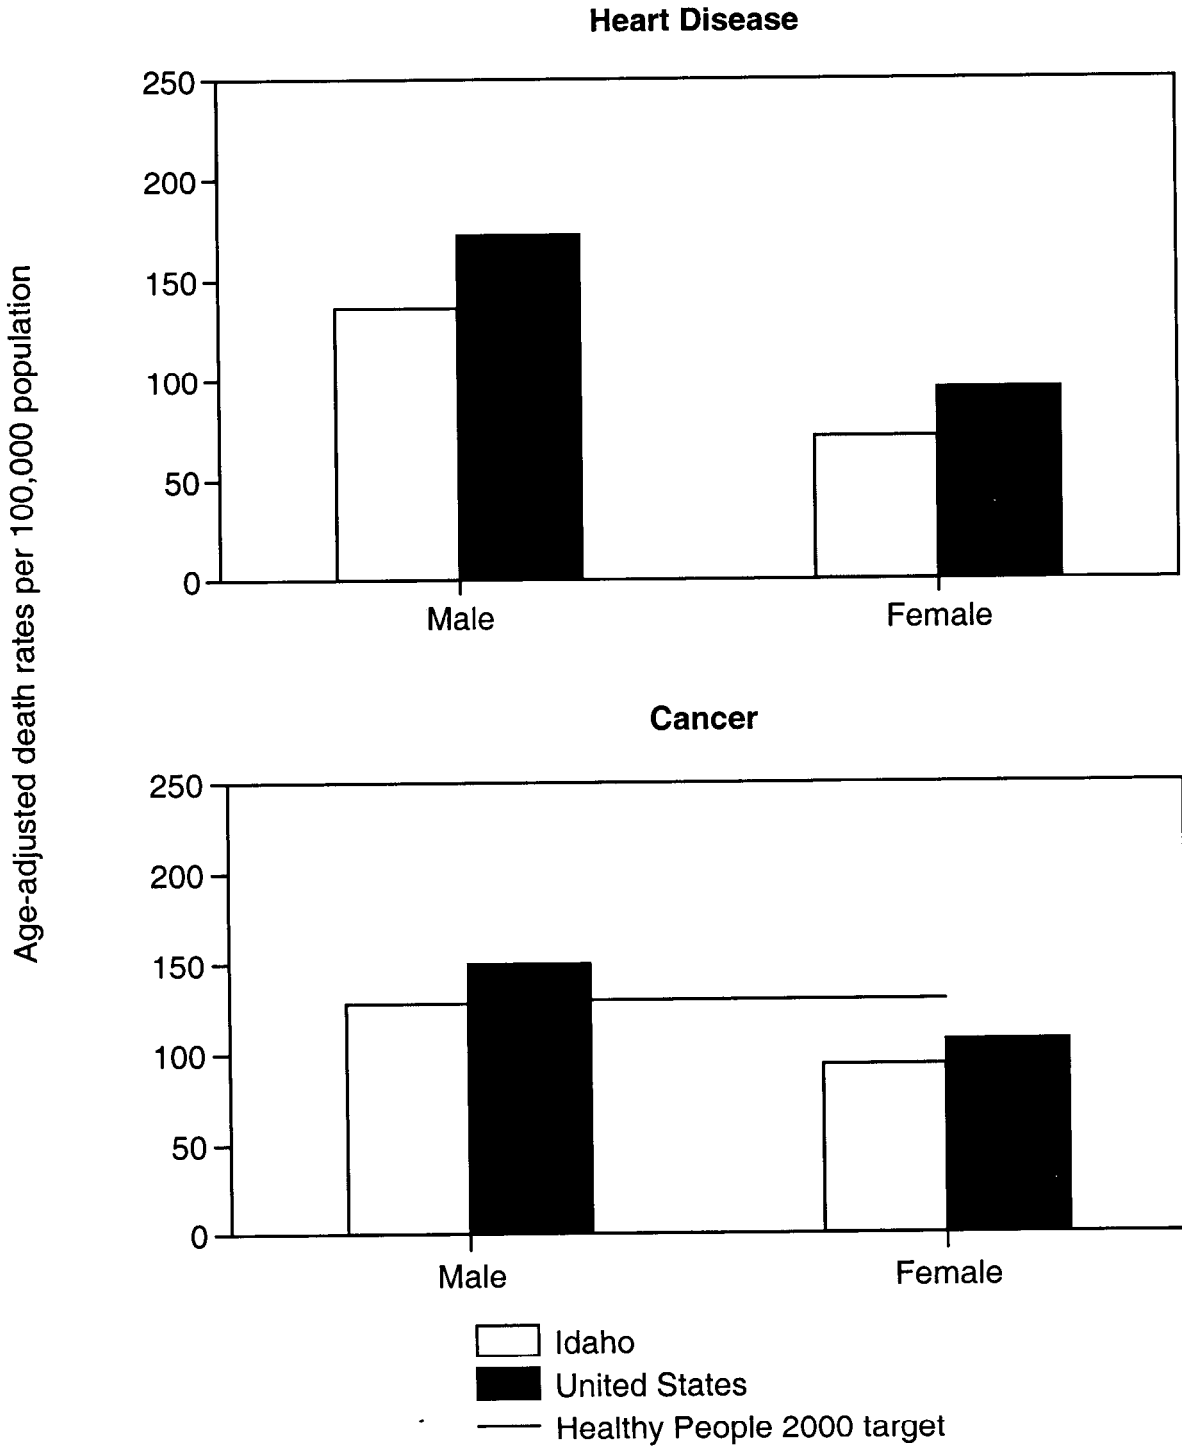 Heart Disease
Age-adjusted death rates per 100,000 population
250
200
150
100
50
0
Male Female
Cancer
250
200
150
100
50
0
Male Female
Idaho
United States
Healthy People 2000 target